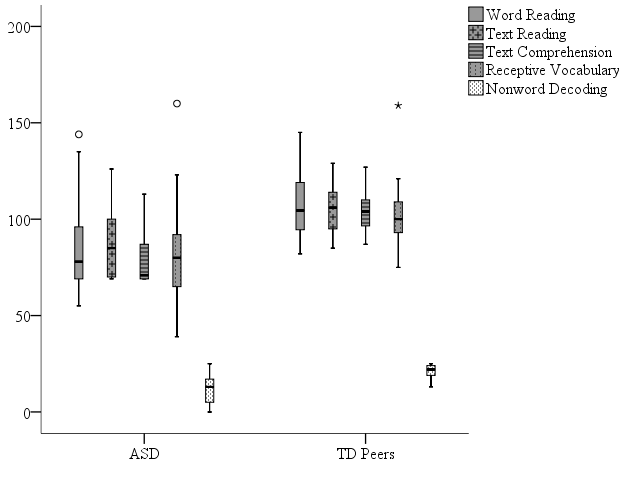 Word Reading
Text Reading
Text Comprehension
Receptive Vocabulary
Nonword Decoding
200
150
100
50
0
ASD
TD Peers